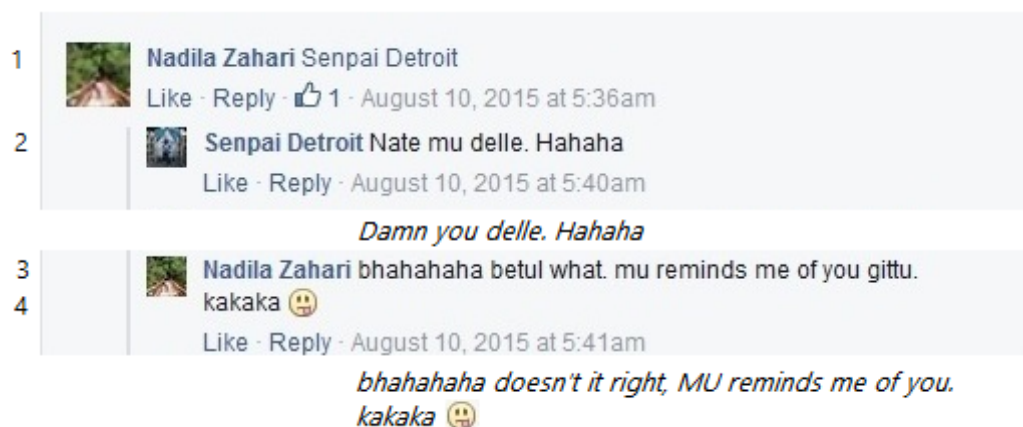 1 Nadila Zahari Senpai Detroit
Like · Reply · 1 · August 10, 2015 at 5:36am
2 Senpai Detroit Nate mu delle. Hahaha
Like · Reply · August 10, 2015 at 5:40am
Damn you delle. Hahaha
3 Nadila Zahari bhahahaha betul what. mu reminds me of you gittu.
4 kakaka
Like · Reply · August 10, 2015 at 5:41am
bhahahaha doesn't it right, MU reminds me of you.
kakaka